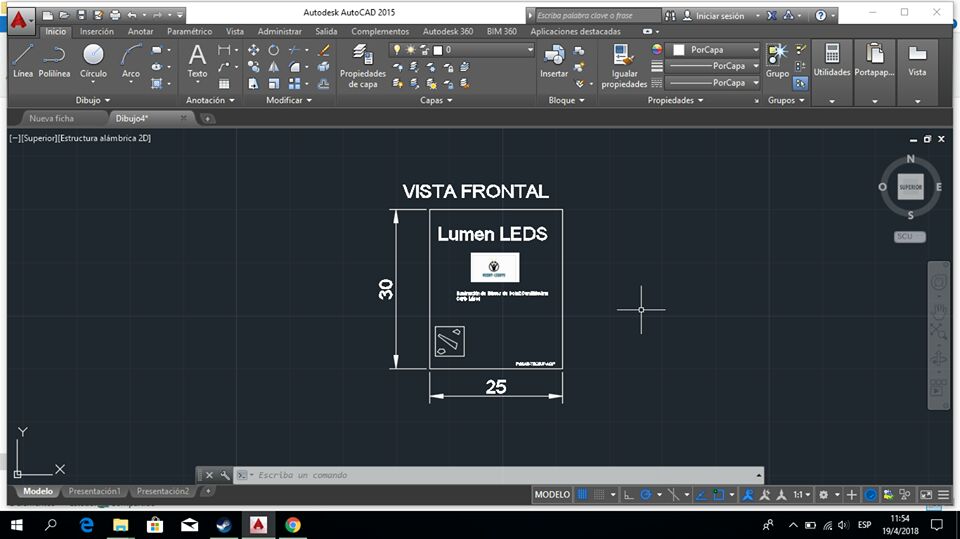 Autodesk AutoCAD 2015
Escriba palabra clave o frase
Iniciar sesión
Inicio Inserción Anotar Paramétrico Vista Administrar Salida Complementos Autodesk 360 BIM 360 Aplicaciones destacadas
Línea Polilínea Círculo Arco
Texto
Propiedades de capa
0
Insertar
Igualar propiedades
PorCapa
PorCapa
PorCapa
Grupo
Utilidades
Portapap...
Vista
Dibujo
Anotación
Modificar
Capas
Bloque
Propiedades
Grupos
Nueva ficha
Dibujo4*
[−][Superior][Estructura alámbrica 2D]
N
O SUPERIOR E
S
SCU
VISTA FRONTAL
Lumen LEDS
30
25
Y
X
Escriba un comando
Modelo Presentación1 Presentación2
MODELO
1:1
ESP
11:54
19/4/2018